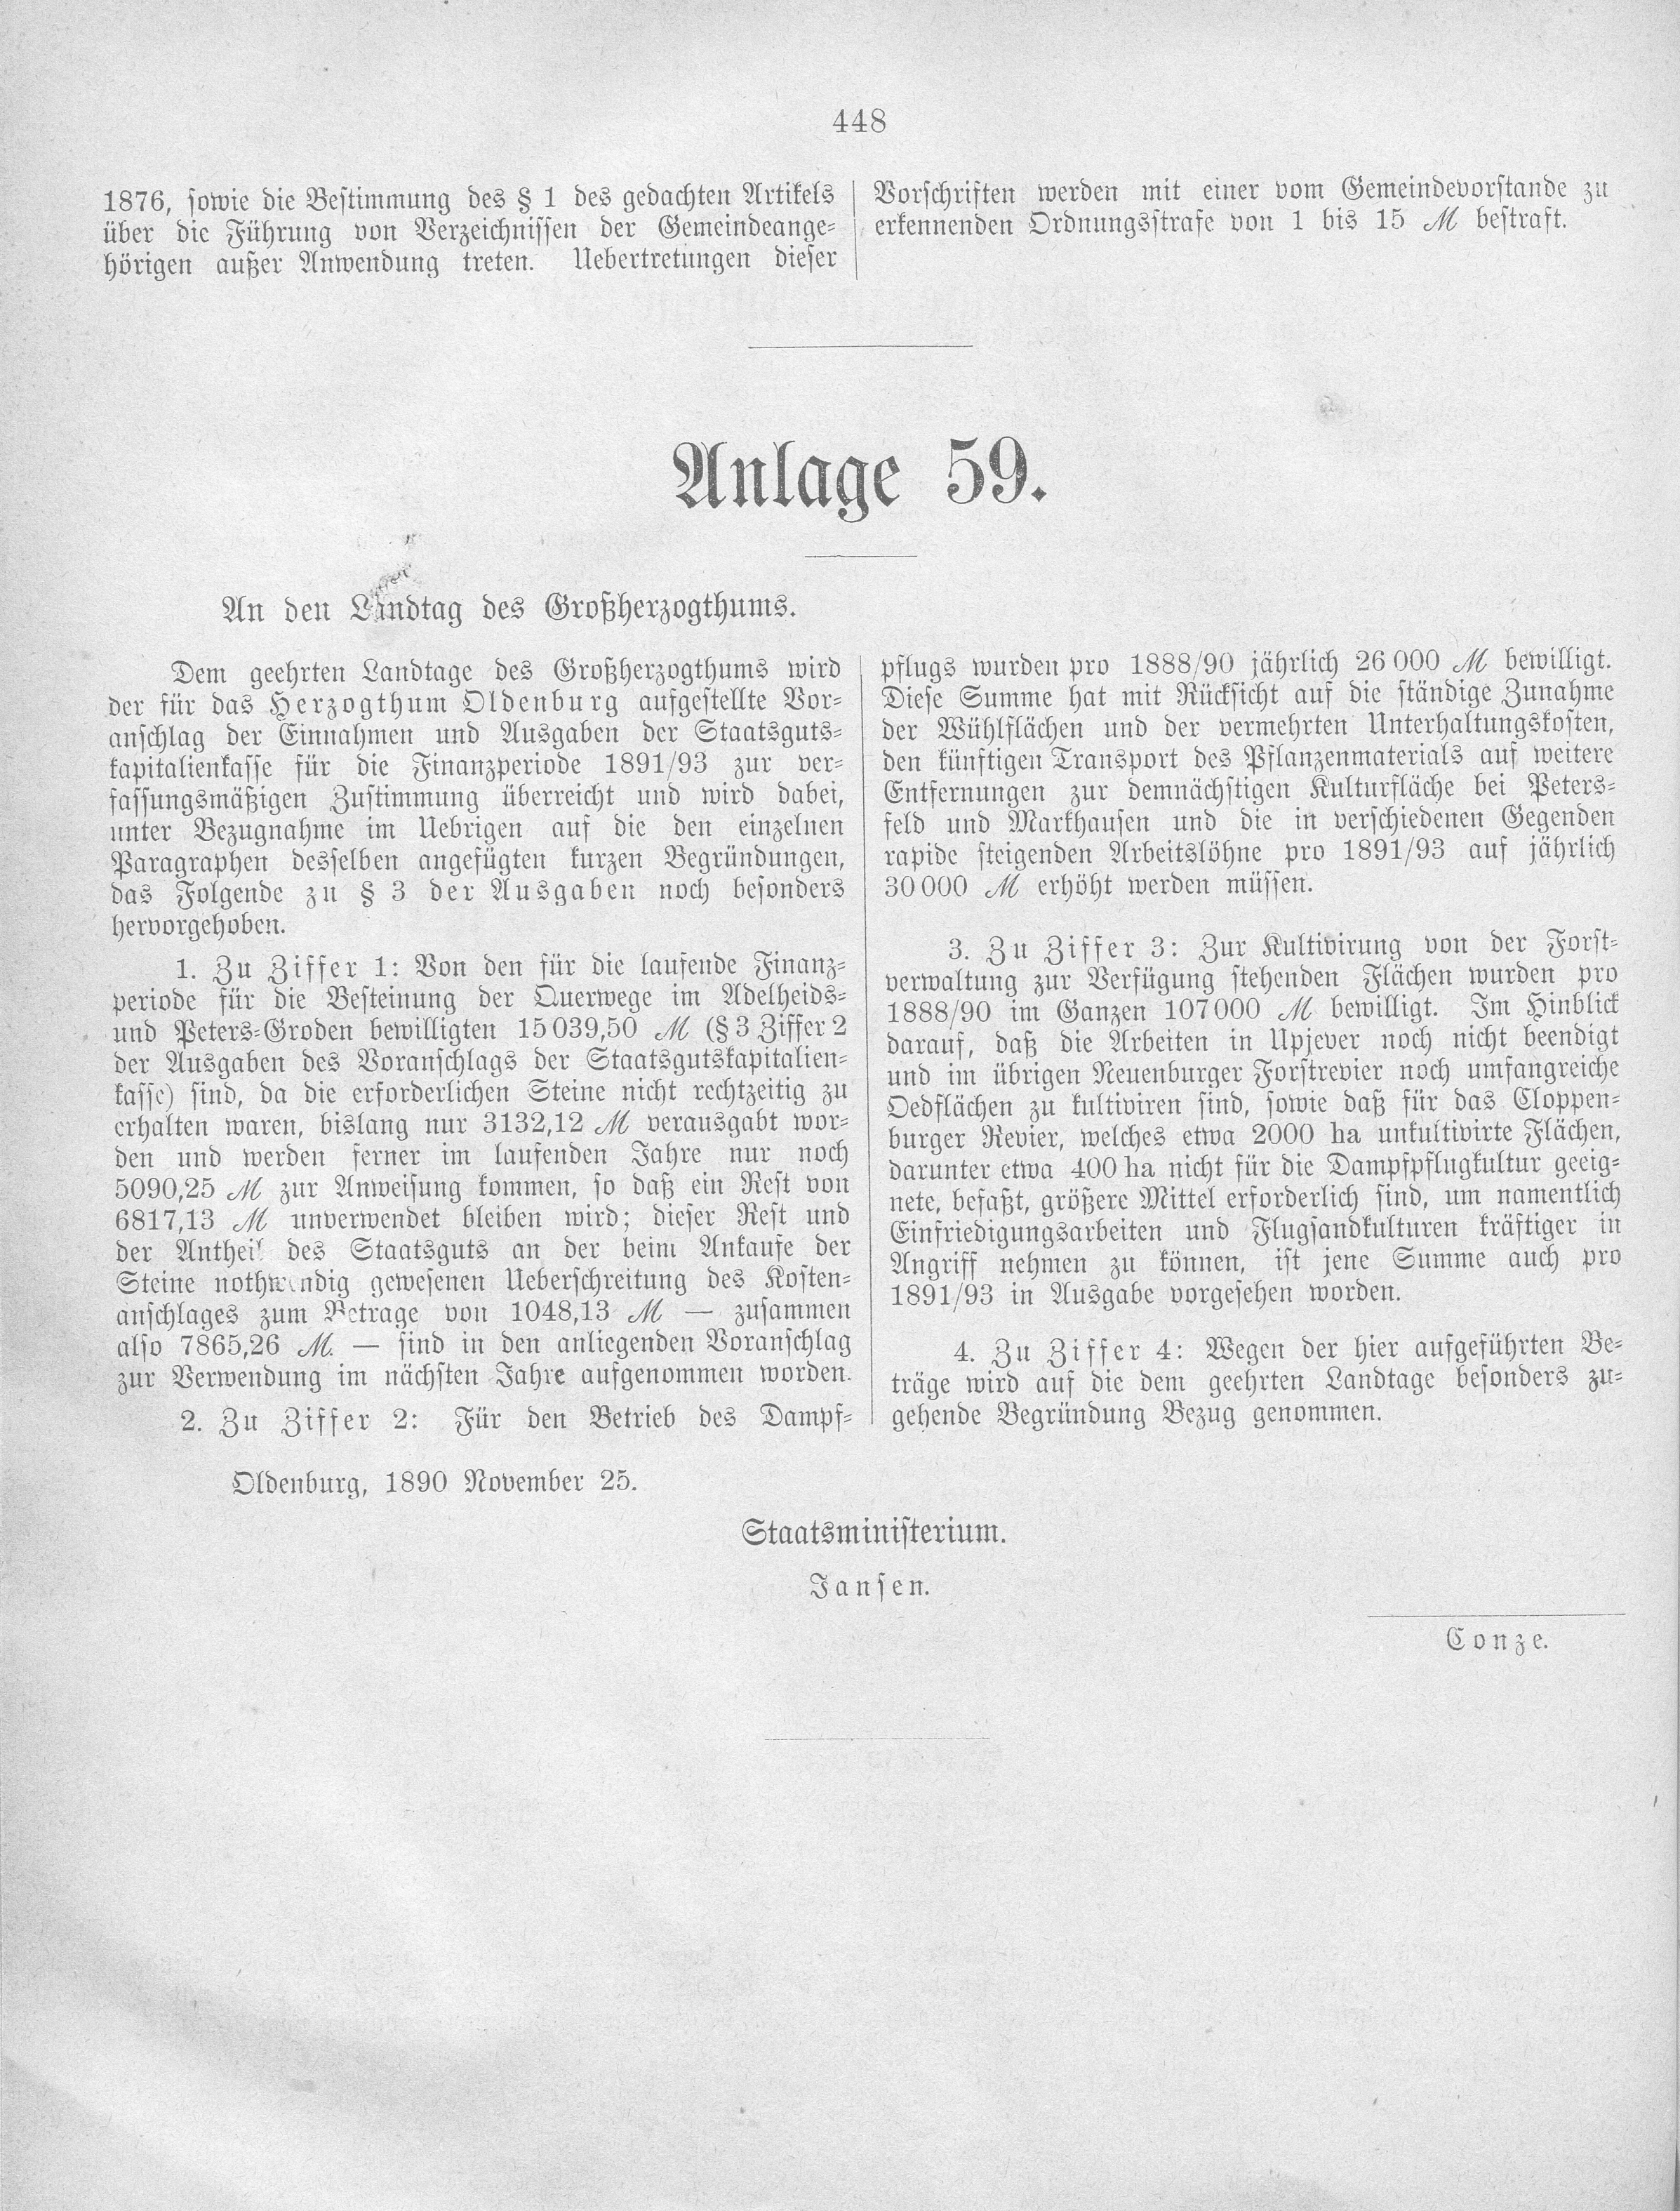 448
1876, sowie die Bestimmung des § 1 des gedachten Artikels
über die Führung von Verzeichnissen der Gemeindeange-
hörigen außer Anwendung treten. Uebertretungen dieser
Vorschriften werden mit einer vom Gemeindevorstande zu
erkennenden Ordnungsstrafe von 1 bis 15 ℳ bestraft.
Anlage 59.
An den Landtag des Großherzogthums.
Dem geehrten Landtage des Großherzogthums wird
der für das Herzogthum Oldenburg aufgestellte Vor-
anschlag der Einnahmen und Ausgaben der Staatsguts-
kapitalienkasse für die Finanzperiode 1891/93 zur ver-
fassungsmäßigen Zustimmung überreicht und wird dabei,
unter Bezugnahme im Uebrigen auf die den einzelnen
Paragraphen desselben angefügten kurzen Begründungen,
das Folgende zu § 3 der Ausgaben noch besonders
hervorgehoben.
1. Zu Ziffer 1: Von den für die laufende Finanz-
periode für die Besteinung der Querwege im Adelheids-
und Peters-Groden bewilligten 15 039,50 ℳ (§ 3 Ziffer 2
der Ausgaben des Voranschlags der Staatsgutskapitalien-
kasse) sind, da die erforderlichen Steine nicht rechtzeitig zu
erhalten waren, bislang nur 3132,12 ℳ verausgabt wor-
den und werden ferner im laufenden Jahre nur noch
5090,25 ℳ zur Anweisung kommen, so daß ein Rest von
6817,13 ℳ unverwendet bleiben wird; dieser Rest und
der Antheil des Staatsguts an der beim Ankaufe der
Steine nothwendig gewesenen Ueberschreitung des Kosten-
anschlages zum Betrage von 1048,13 ℳ — zusammen
also 7865,26 ℳ. — sind in den anliegenden Voranschlag
zur Verwendung im nächsten Jahre aufgenommen worden.
2. Zu Ziffer 2: Für den Betrieb des Dampf-
pflugs wurden pro 1888/90 jährlich 26 000 ℳ bewilligt.
Diese Summe hat mit Rücksicht auf die ständige Zunahme
der Wühlflächen und der vermehrten Unterhaltungskosten,
den künftigen Transport des Pflanzenmaterials auf weitere
Entfernungen zur demnächstigen Kulturfläche bei Peters-
feld und Markhausen und die in verschiedenen Gegenden
rapide steigenden Arbeitslöhne pro 1891/93 auf jährlich
30 000 ℳ erhöht werden müssen.
3. Zu Ziffer 3: Zur Kultivirung von der Forst-
verwaltung zur Verfügung stehenden Flächen wurden pro
1888/90 im Ganzen 107 000 ℳ bewilligt. Im Hinblick
darauf, daß die Arbeiten in Upjever noch nicht beendigt
und im übrigen Neuenburger Forstrevier noch umfangreiche
Oedflächen zu kultiviren sind, sowie daß für das Cloppen-
burger Revier, welches etwa 2000 ha unkultivirte Flächen,
darunter etwa 400 ha nicht für die Dampfpflugkultur geeig-
nete, befaßt, größere Mittel erforderlich sind, um namentlich
Einfriedigungsarbeiten und Flugsandkulturen kräftiger in
Angriff nehmen zu können, ist jene Summe auch pro
1891/93 in Ausgabe vorgesehen worden.
4. Zu Ziffer 4: Wegen der hier aufgeführten Be-
träge wird auf die dem geehrten Landtage besonders zu-
gehende Begründung Bezug genommen.
Oldenburg, 1890 November 25.
Staatsministerium.
Jansen.
Conze.